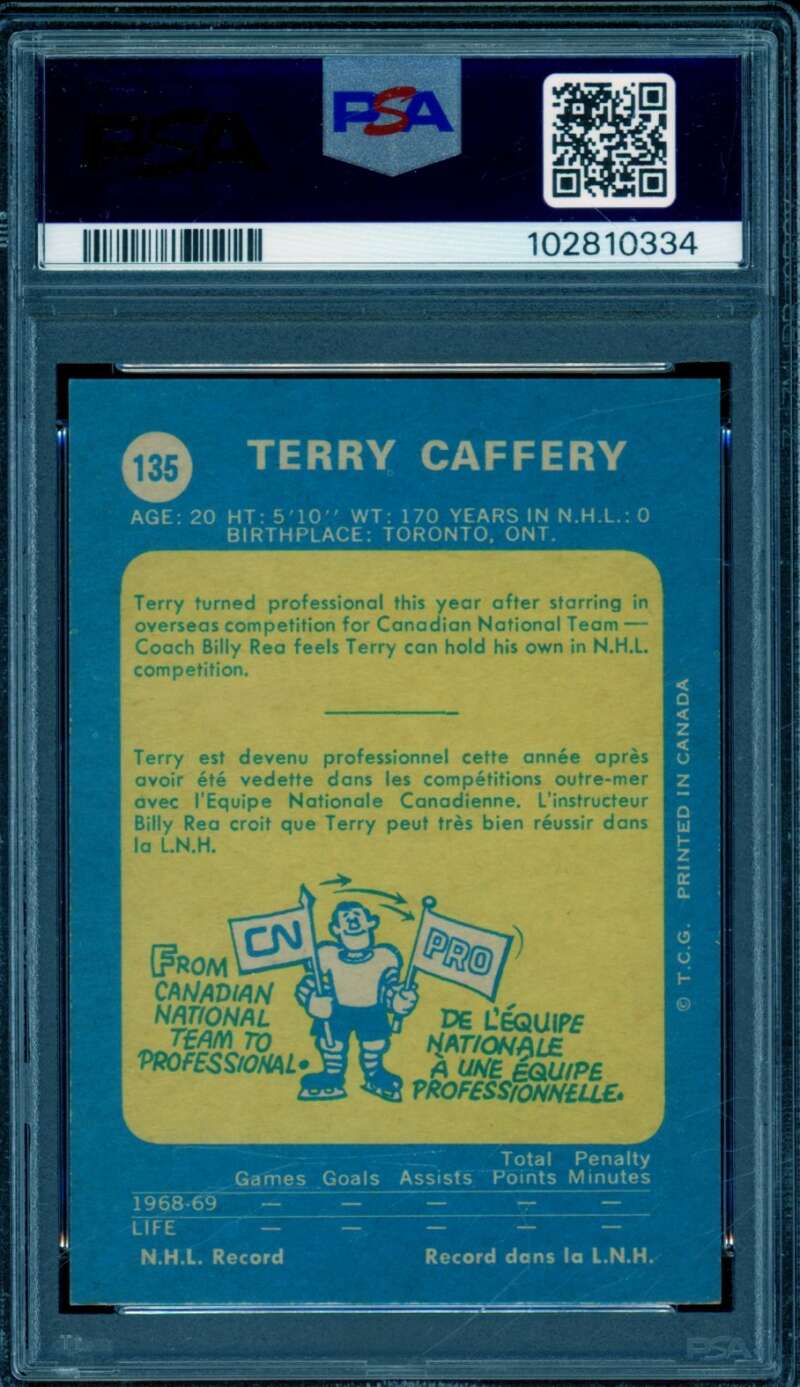 PSA
PSA
102810334
135
TERRY CAFFERY
AGE: 20 HT: 5'10'' WT: 170 YEARS IN N.H.L.: 0
BIRTHPLACE: TORONTO, ONT.
Terry turned professional this year after starring in
overseas competition for Canadian National Team —
Coach Billy Rea feels Terry can hold his own in N.H.L.
competition.
Terry est devenu professionnel cette année après
avoir été vedette dans les compétitions outre-mer
avec l'Equipe Nationale Canadienne. L'instructeur
Billy Rea croit que Terry peut très bien réussir dans
la L.N.H.
CN
PRO
FROM
CANADIAN
NATIONAL
TEAM TO
PROFESSIONAL.
DE L'ÉQUIPE
NATIONALE
À UNE ÉQUIPE
PROFESSIONNELLE.
© T.C.G. PRINTED IN CANADA
Total Penalty
Games Goals Assists Points Minutes
1968-69 — — — — —
LIFE — — — — —
N.H.L. Record Record dans la L.N.H.
PSA